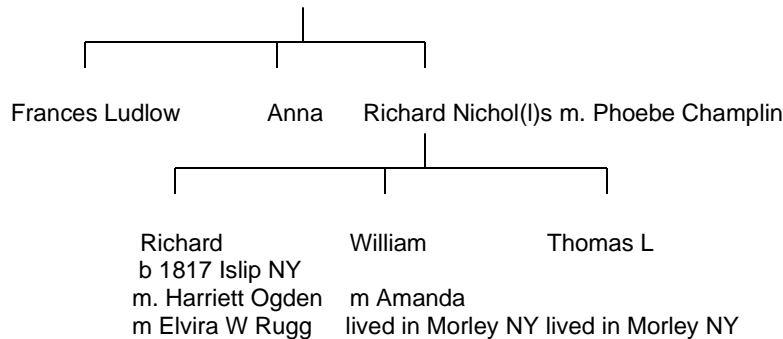 Frances Ludlow Anna Richard Nichol(l)s m. Phoebe Champlin
Richard William Thomas L
b 1817 Islip NY
m. Harriett Ogden m Amanda
m Elvira W Rugg lived in Morley NY lived in Morley NY